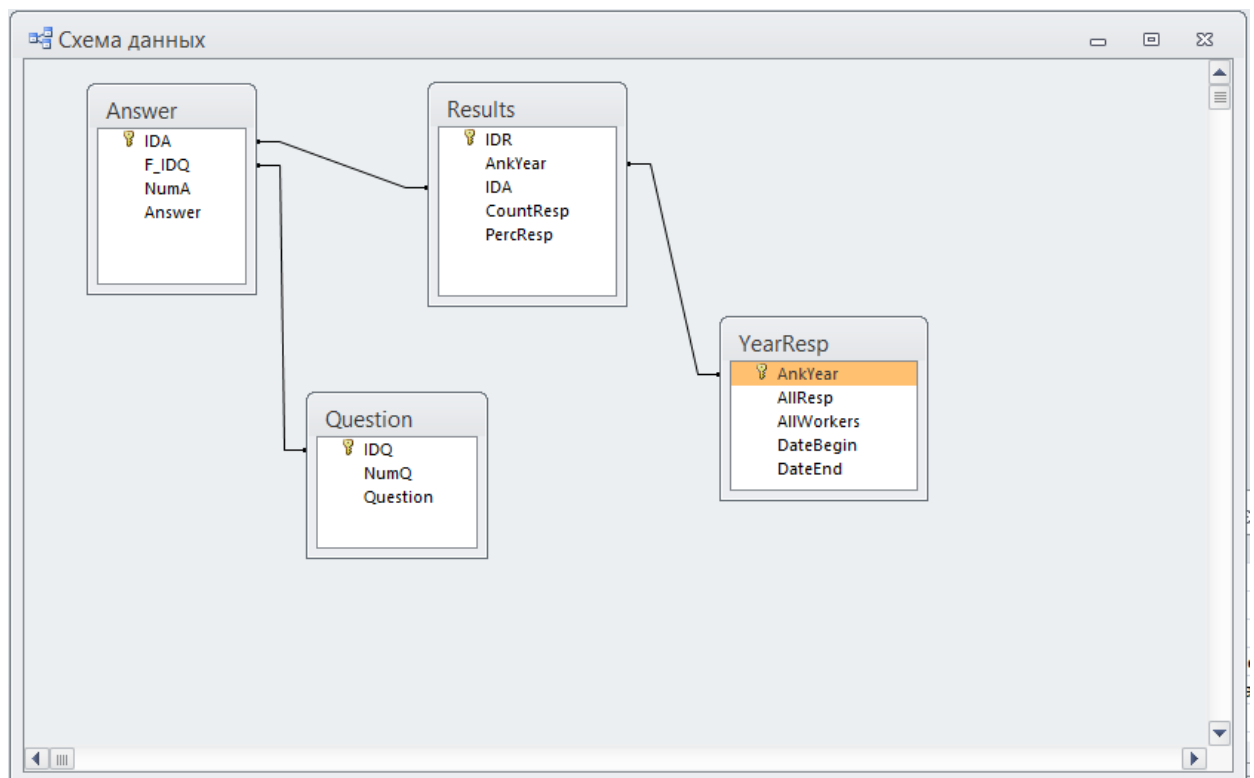 Схема данных
Answer
IDA
F_IDQ
NumA
Answer
Results
IDR
AnkYear
IDA
CountResp
PercResp
YearResp
AnkYear
AllResp
AllWorkers
DateBegin
DateEnd
Question
IDQ
NumQ
Question